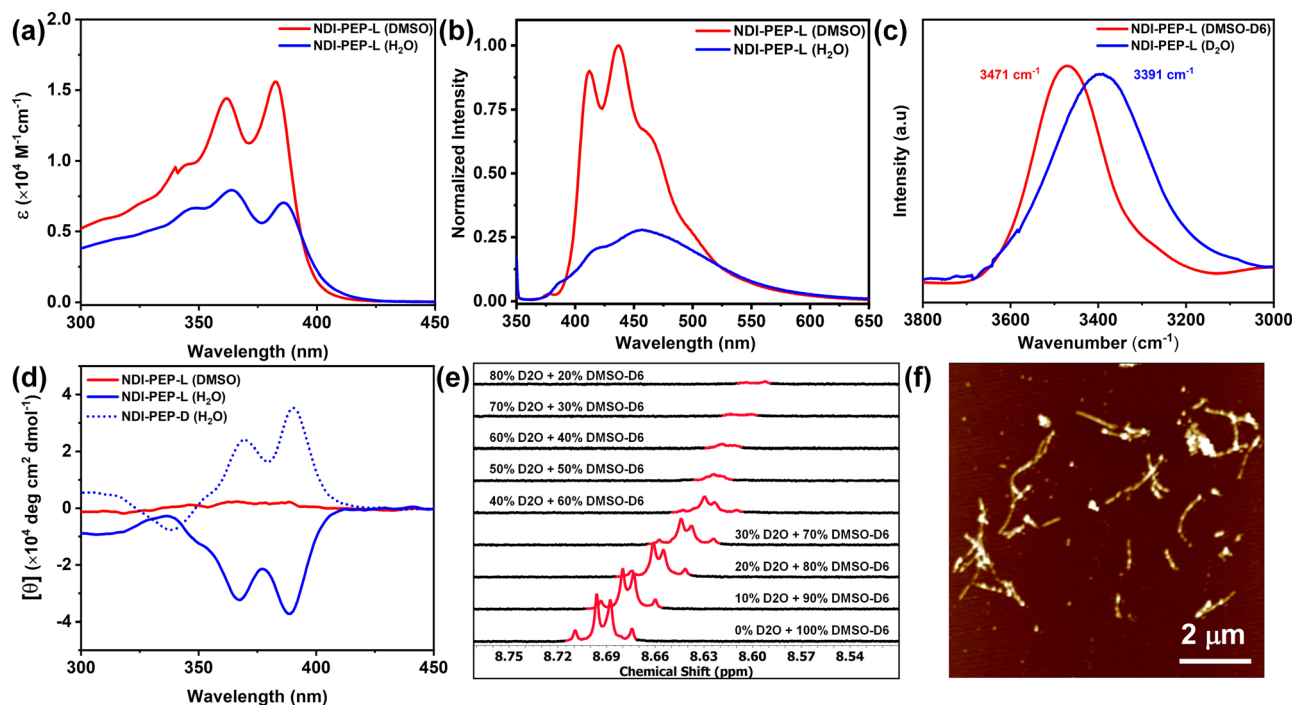 (a)
NDI-PEP-L (DMSO)
NDI-PEP-L (H₂O)
ε (×10⁴ M⁻¹cm⁻¹)
2.0
1.5
1.0
0.5
0.0
300
350
400
450
Wavelength (nm)
(b)
NDI-PEP-L (DMSO)
NDI-PEP-L (H₂O)
Normalized Intensity
1.00
0.75
0.50
0.25
0.00
350
400
450
500
550
600
650
Wavelength (nm)
(c)
NDI-PEP-L (DMSO-D6)
NDI-PEP-L (D₂O)
3471 cm⁻¹
3391 cm⁻¹
Intensity (a.u)
3800
3600
3400
3200
3000
Wavenumber (cm⁻¹)
(d)
NDI-PEP-L (DMSO)
NDI-PEP-L (H₂O)
NDI-PEP-D (H₂O)
[θ] (×10⁴ deg cm² dmol⁻¹)
4
2
0
-2
-4
300
350
400
450
Wavelength (nm)
(e)
80% D2O + 20% DMSO-D6
70% D2O + 30% DMSO-D6
60% D2O + 40% DMSO-D6
50% D2O + 50% DMSO-D6
40% D2O + 60% DMSO-D6
30% D2O + 70% DMSO-D6
20% D2O + 80% DMSO-D6
10% D2O + 90% DMSO-D6
0% D2O + 100% DMSO-D6
8.75
8.72
8.69
8.66
8.63
8.60
8.57
8.54
Chemical Shift (ppm)
(f)
2 μm